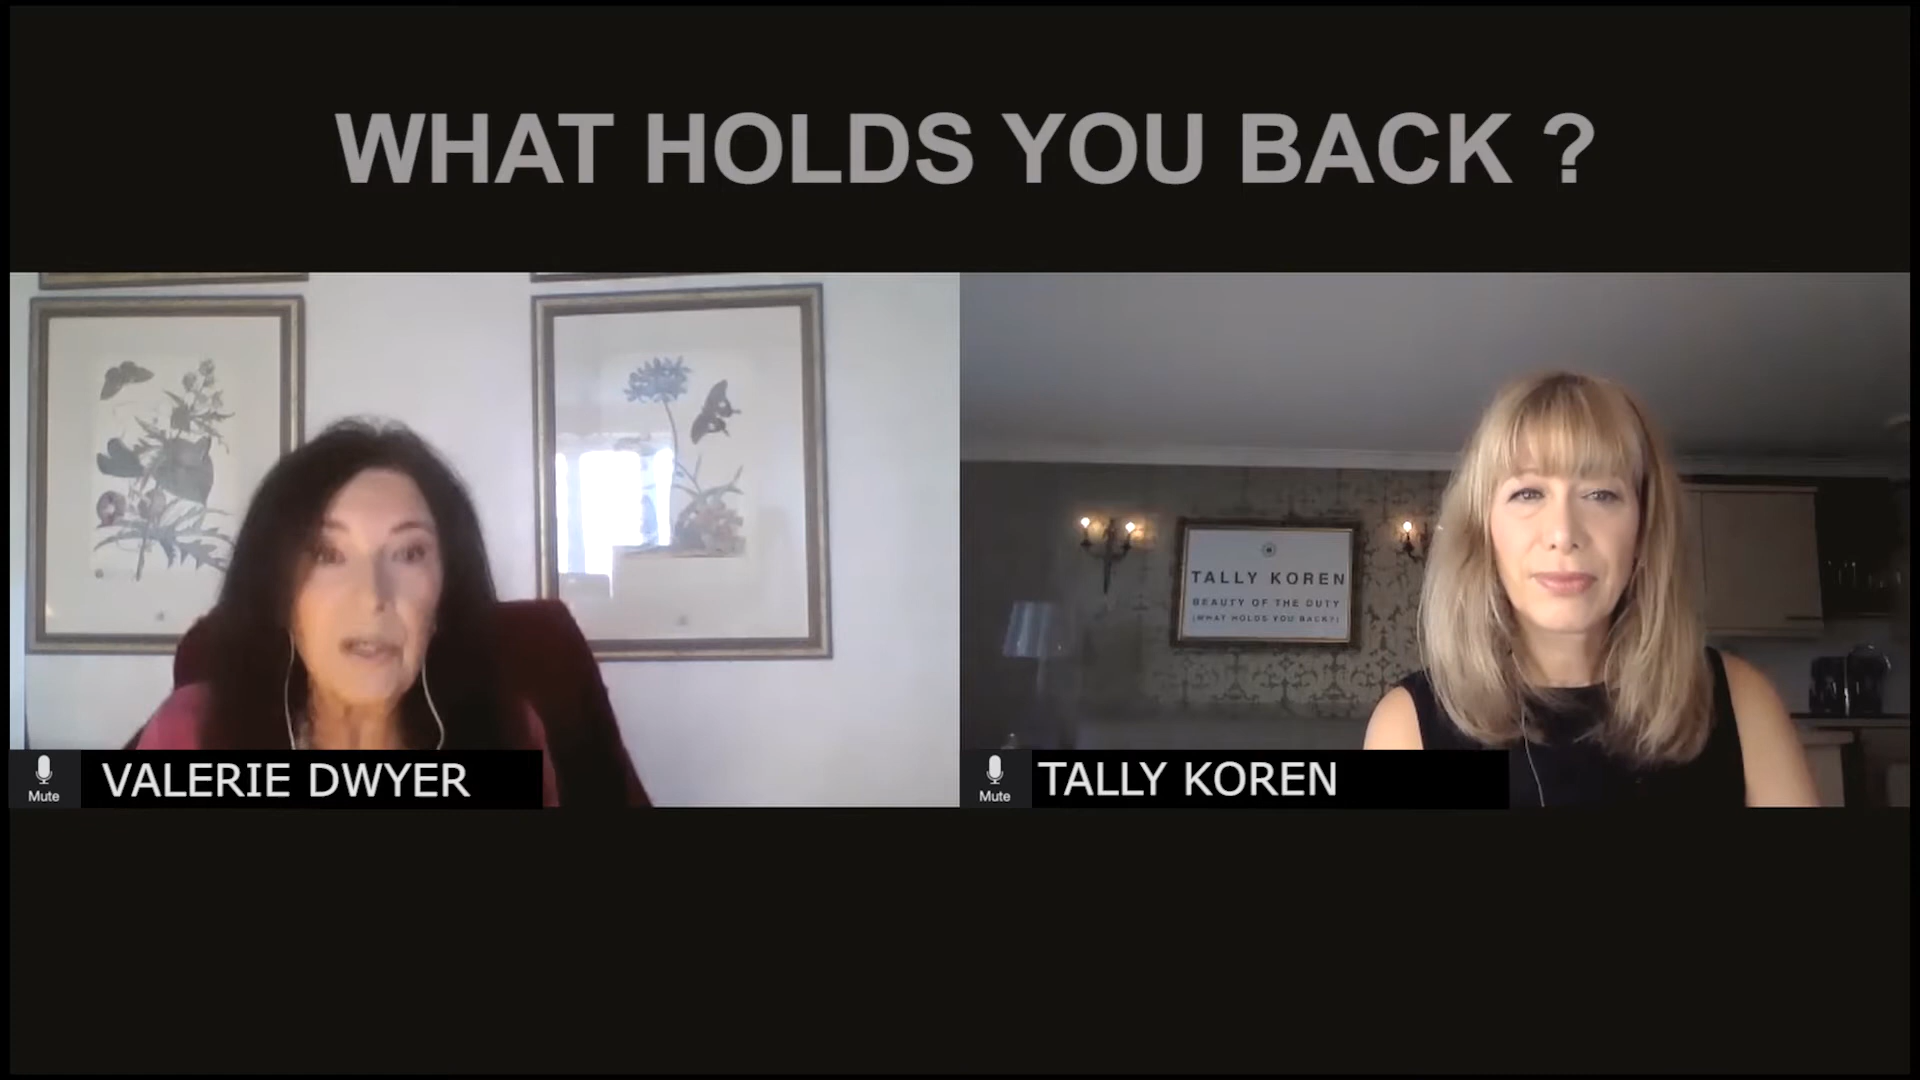 WHAT HOLDS YOU BACK ?
TALLY KOREN
BEAUTY OF THE DUTY
(WHAT HOLDS YOU BACK?)
Mute
VALERIE DWYER
Mute
TALLY KOREN